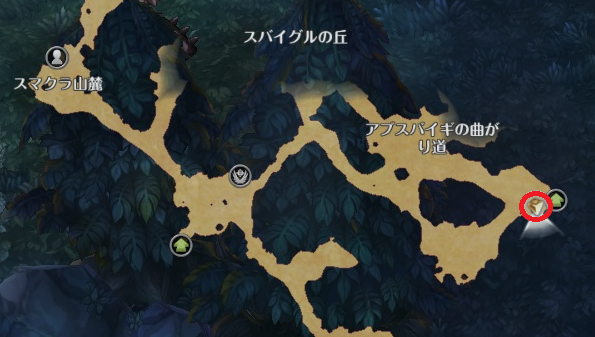 スバイグルの丘
スマクラ山麓
アプスパイギの曲が
り道